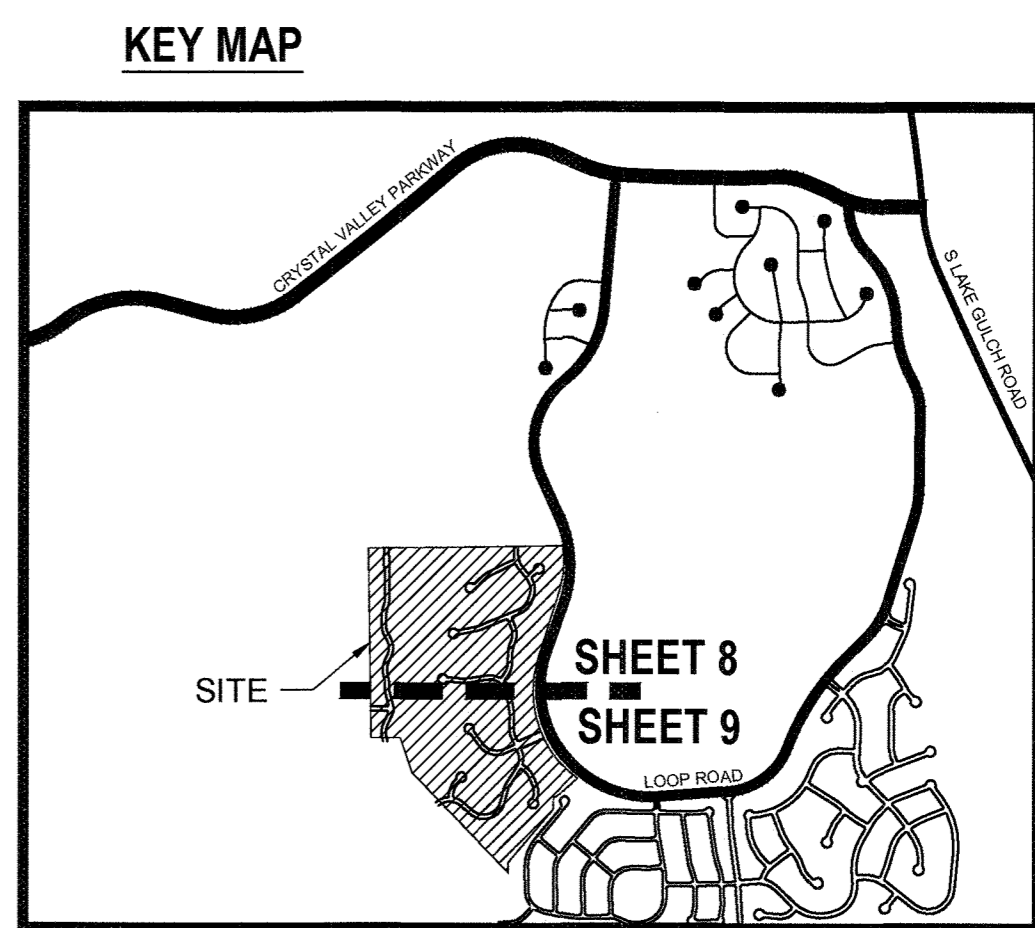 KEY MAP
CRYSTAL VALLEY PARKWAY
S LAKE GULCH ROAD
SHEET 8
SITE
SHEET 9
LOOP ROAD